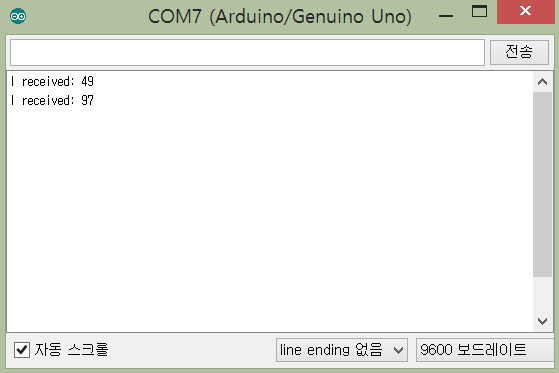 COM7 (Arduino/Genuino Uno)
전송
I received: 49
I received: 97
자동 스크롤
line ending 없음
9600 보드레이트